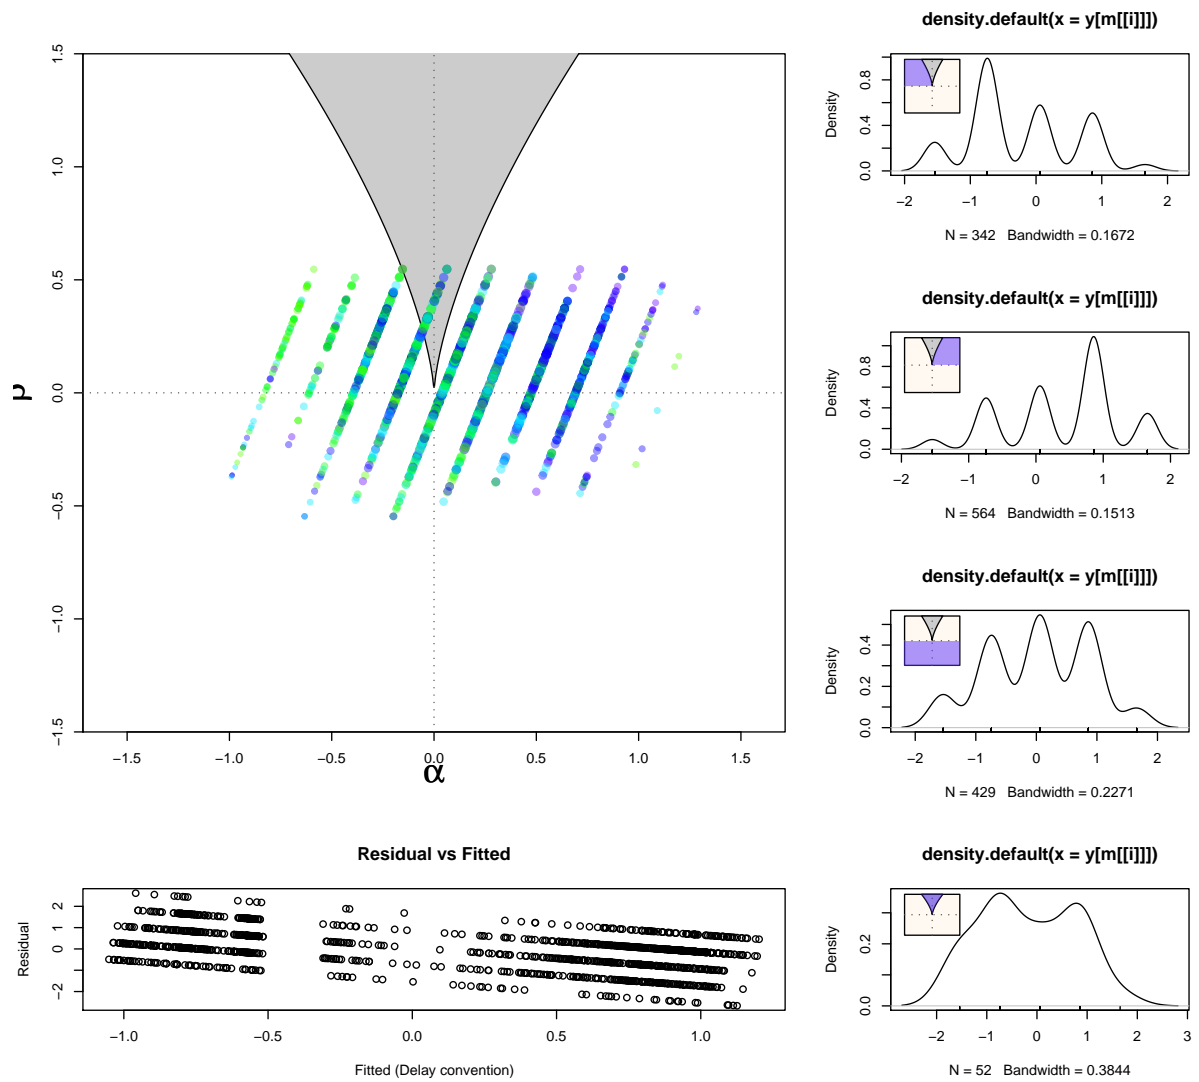 1.5
1.0
0.5
0.0
−0.5
−1.0
−1.5
−1.5 −1.0 −0.5 0.0 0.5 1.0 1.5
α
density.default(x = y[m[[i]]])
Density
0.0 0.4 0.8
−2 −1 0 1 2
N = 342 Bandwidth = 0.1672
density.default(x = y[m[[i]]])
Density
0.0 0.4 0.8
−2 −1 0 1 2
N = 564 Bandwidth = 0.1513
density.default(x = y[m[[i]]])
Density
0.0 0.2 0.4
−2 −1 0 1 2
N = 429 Bandwidth = 0.2271
Residual vs Fitted
Residual
2
1
0
−2
−1.0 −0.5 0.0 0.5 1.0
Fitted (Delay convention)
density.default(x = y[m[[i]]])
Density
0.0 0.2
−2 −1 0 1 2 3
N = 52 Bandwidth = 0.3844